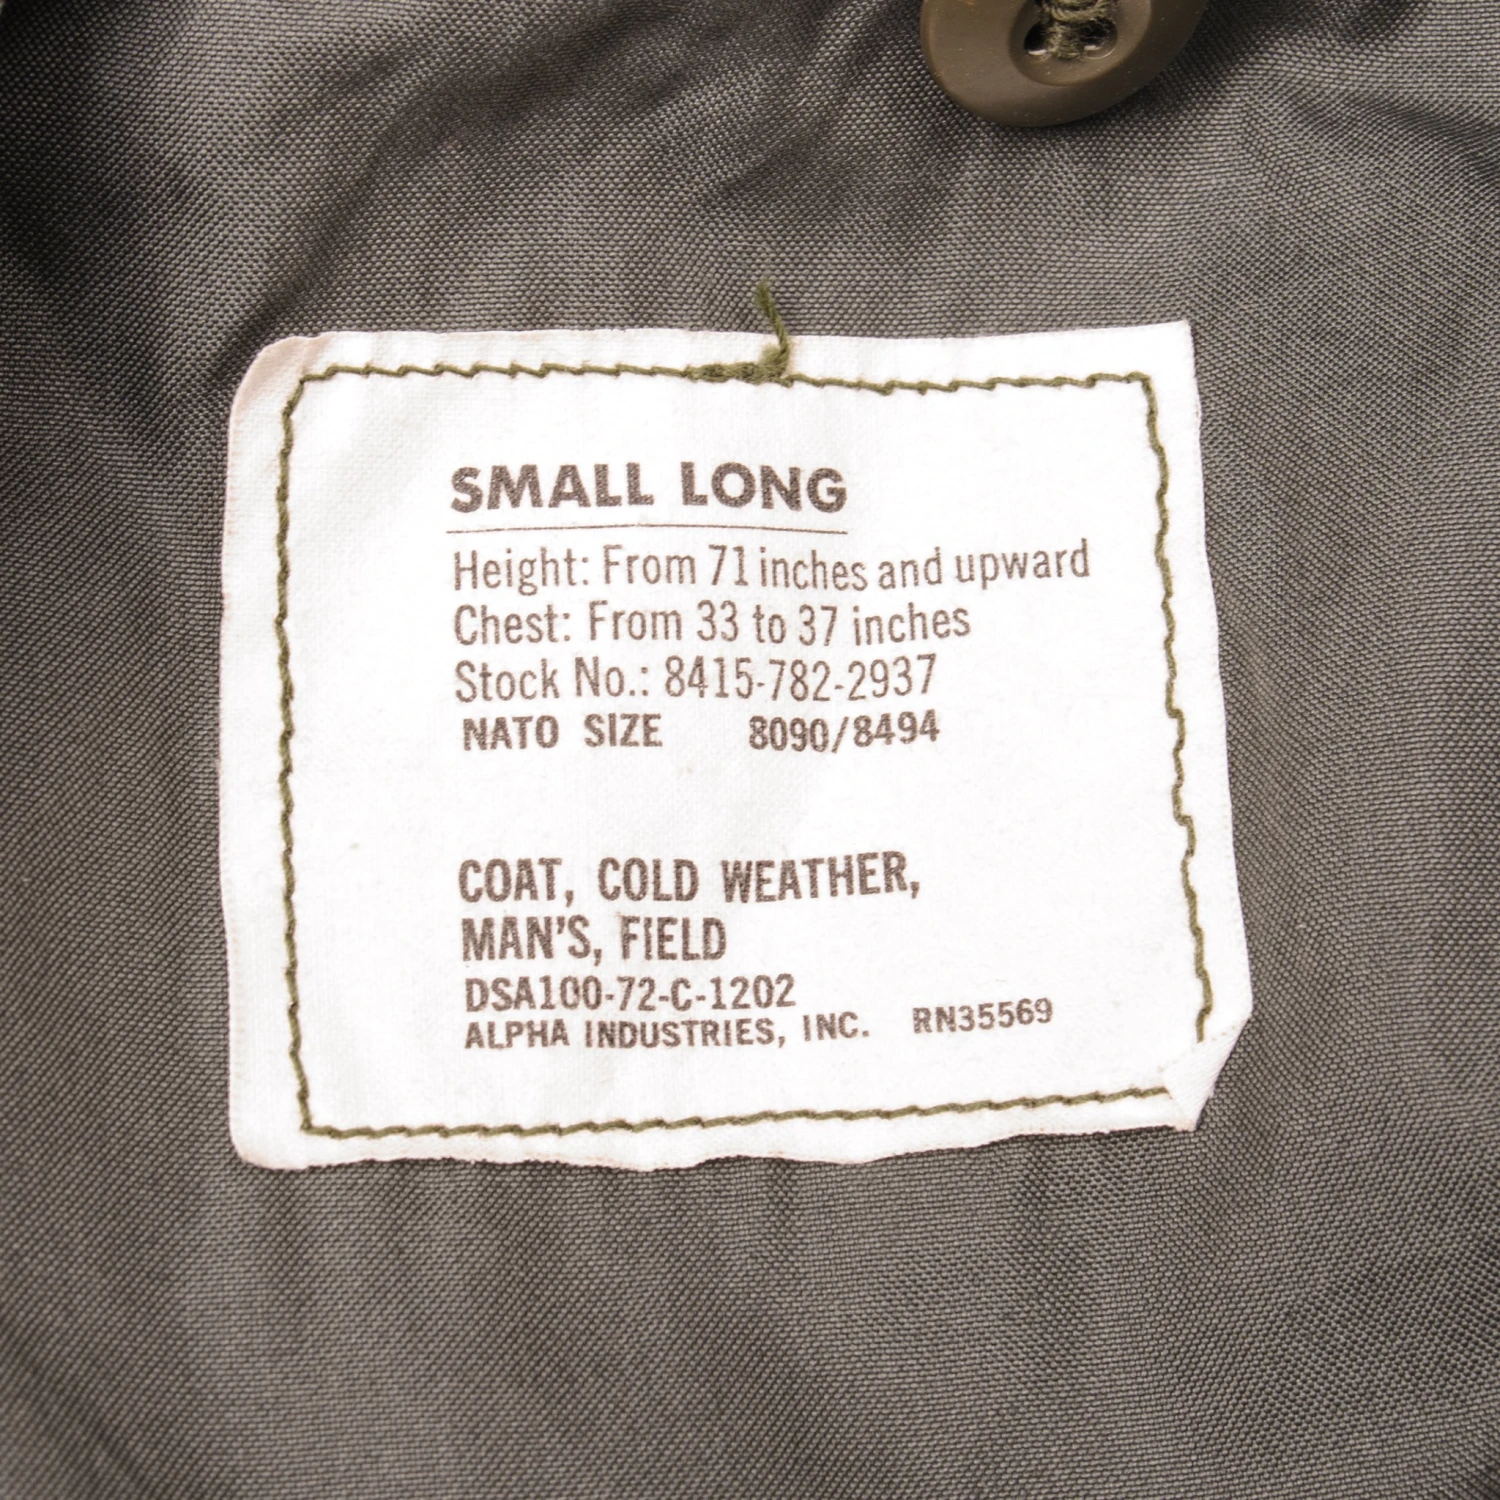 SMALL LONG
Height: From 71 inches and upward
Chest: From 33 to 37 inches
Stock No.: 8415-782-2937
NATO SIZE 8090/8494
COAT, COLD WEATHER,
MAN'S, FIELD
DSA100-72-C-1202
ALPHA INDUSTRIES, INC. RN35569